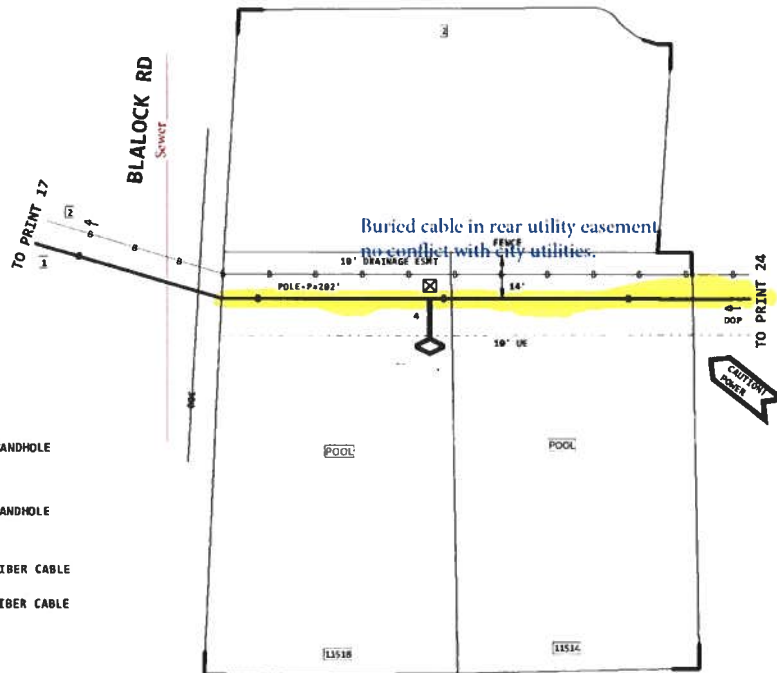 2
BLALOCK RD
Sewer
TO PRINT 17
2
4
1
Buried cable in rear utility easement
no conflict with city utilities.
FENCE
10' DRAINAGE ESMT
POLE-P=202'
14'
4
DOP
TO PRINT 24
10' UE
CAUTION!
POWER
ANDHOLE
POOL
POOL
ANDHOLE
IBER CABLE
IBER CABLE
11518
11514